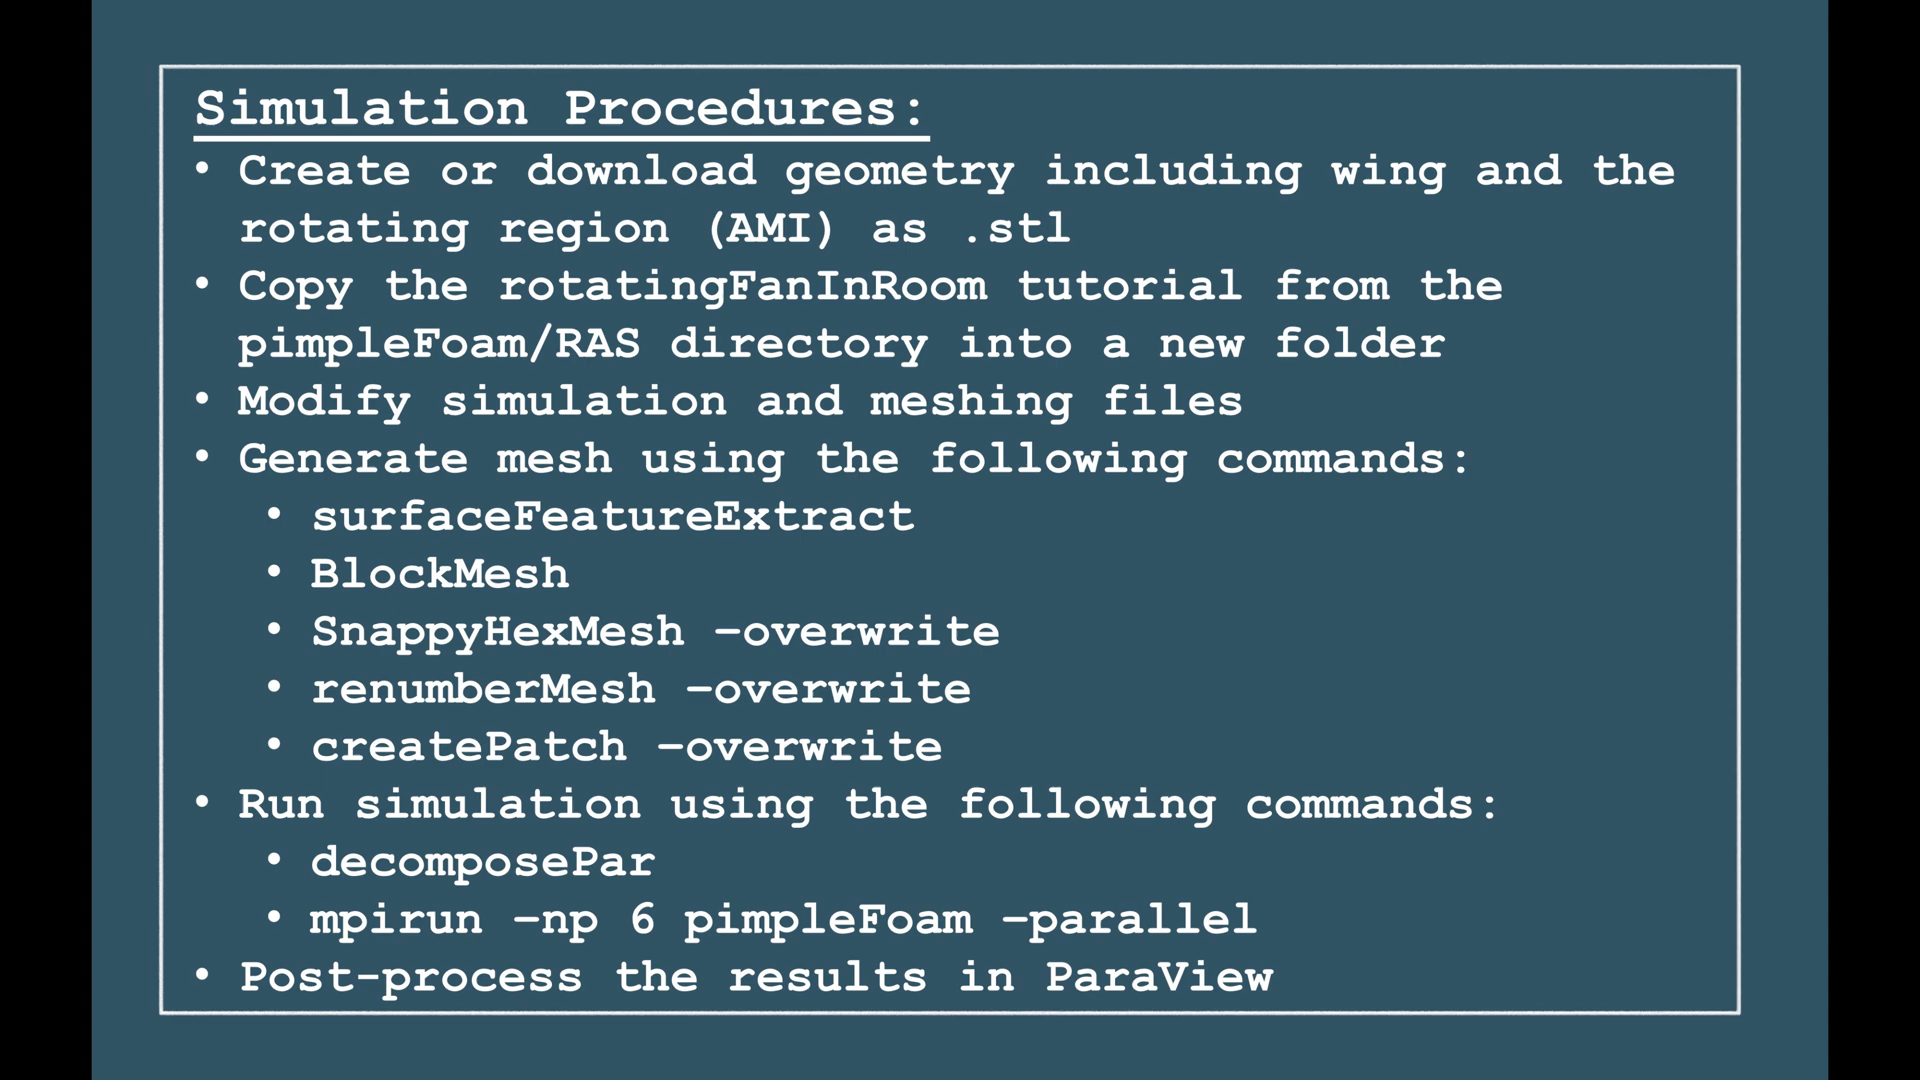 Simulation Procedures:
• Create or download geometry including wing and the
rotating region (AMI) as .stl
• Copy the rotatingFanInRoom tutorial from the
pimpleFoam/RAS directory into a new folder
• Modify simulation and meshing files
• Generate mesh using the following commands:
• surfaceFeatureExtract
• BlockMesh
• SnappyHexMesh –overwrite
• renumberMesh –overwrite
• createPatch –overwrite
• Run simulation using the following commands:
• decomposePar
• mpirun –np 6 pimpleFoam –parallel
• Post-process the results in ParaView